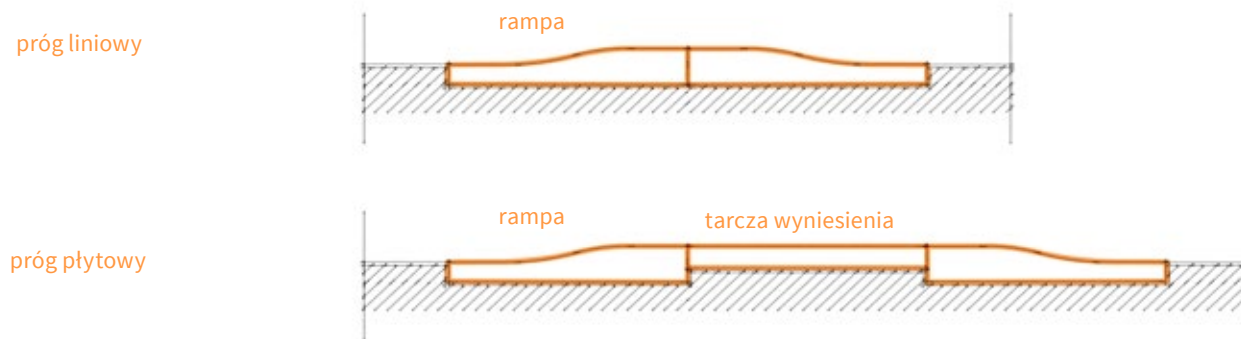 próg liniowy
rampa
próg płytowy
rampa
tarcza wyniesienia